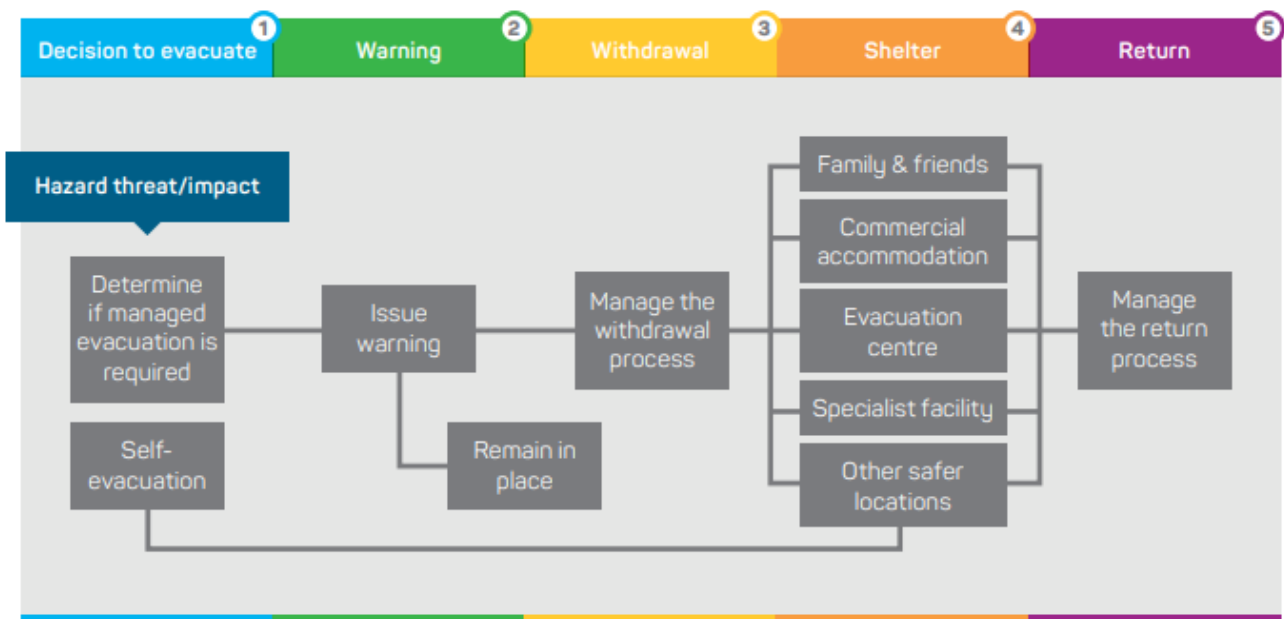 1
2
3
4
5
Decision to evacuate
Warning
Withdrawal
Shelter
Return
Hazard threat/impact
Determine
if managed
evacuation is
required
Self-
evacuation
Issue
warning
Remain in
place
Manage the
withdrawal
process
Family & friends
Commercial
accommodation
Evacuation
centre
Specialist facility
Other safer
locations
Manage
the return
process